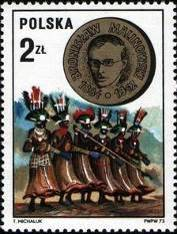 POLSKA
2 ZŁ
BRONISŁAW MALINOWSKI
1884 1942
T. MICHALUK PWPW 73